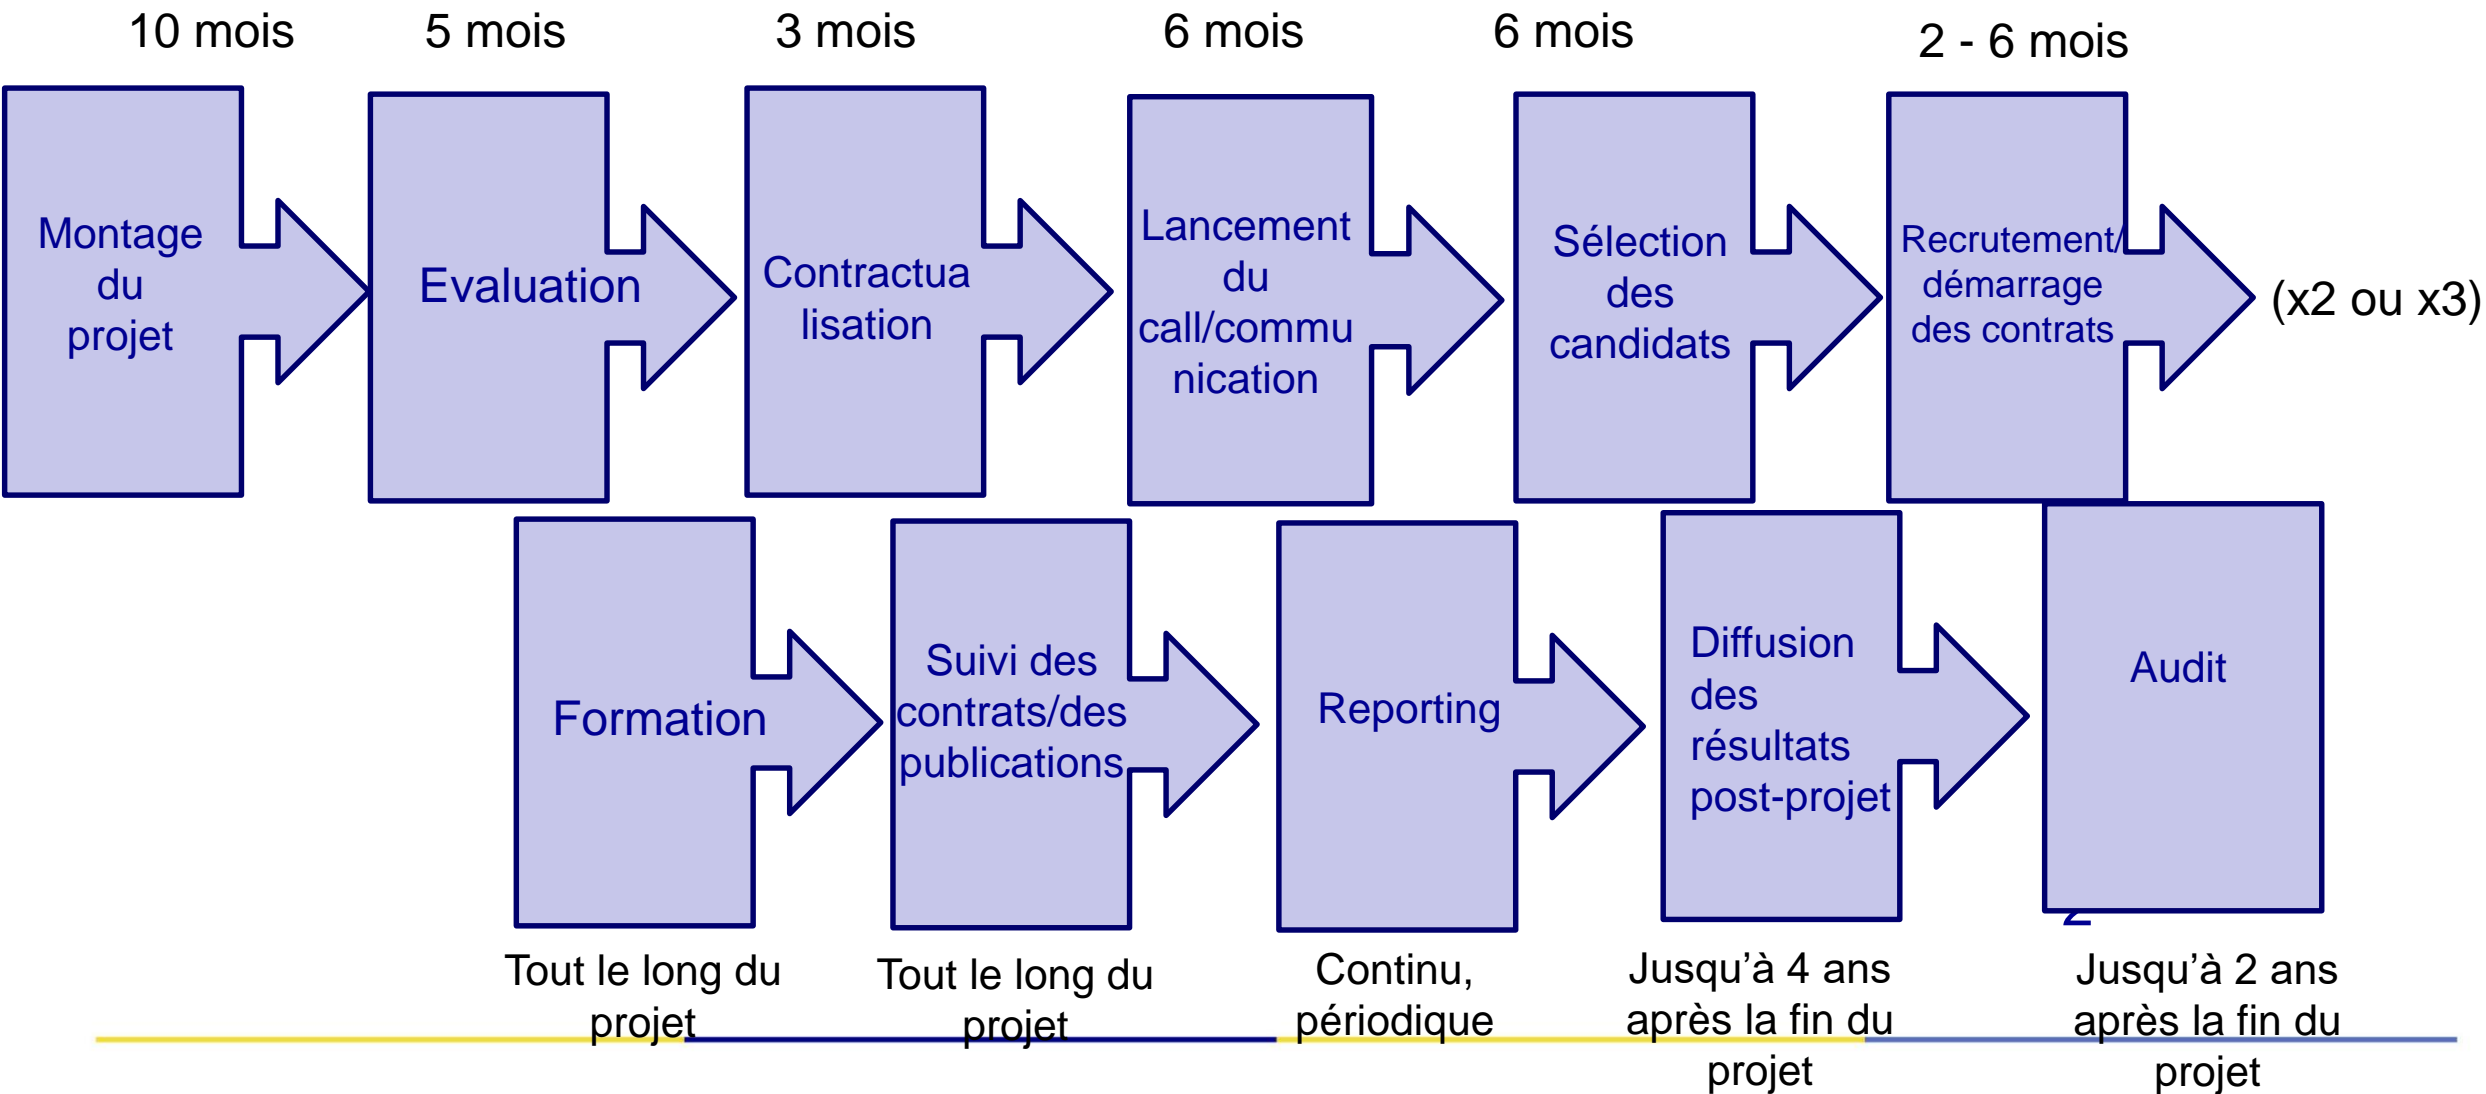 10 mois
5 mois
3 mois
6 mois
6 mois
2 - 6 mois
Montage
du
projet
Evaluation
Contractua
lisation
Lancement
du
call/commu
nication
Sélection
des
candidats
Recrutement/
démarrage
des contrats
(x2 ou x3)
Formation
Suivi des
contrats/des
publications
Reporting
Diffusion
des
résultats
post-projet
Audit
Tout le long du
projet
Tout le long du
projet
Continu,
périodique
Jusqu’à 4 ans
après la fin du
projet
Jusqu’à 2 ans
après la fin du
projet